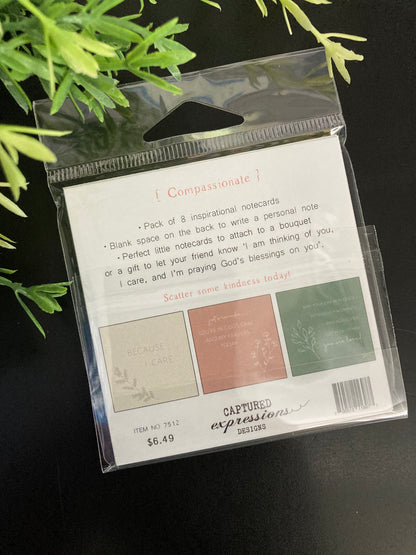 { Compassionate }
• Pack of 8 inspirational notecards
• Blank space on the back to write a personal note
• Perfect little notecards to attach to a bouquet
or a gift to let your friend know "I am thinking of you,
I care, and I'm praying God's blessings on you".
Scatter some kindness today!
BECAUSE I
CARE
ITEM NO. 7512
$6.49
CAPTURED
expressions
DESIGNS